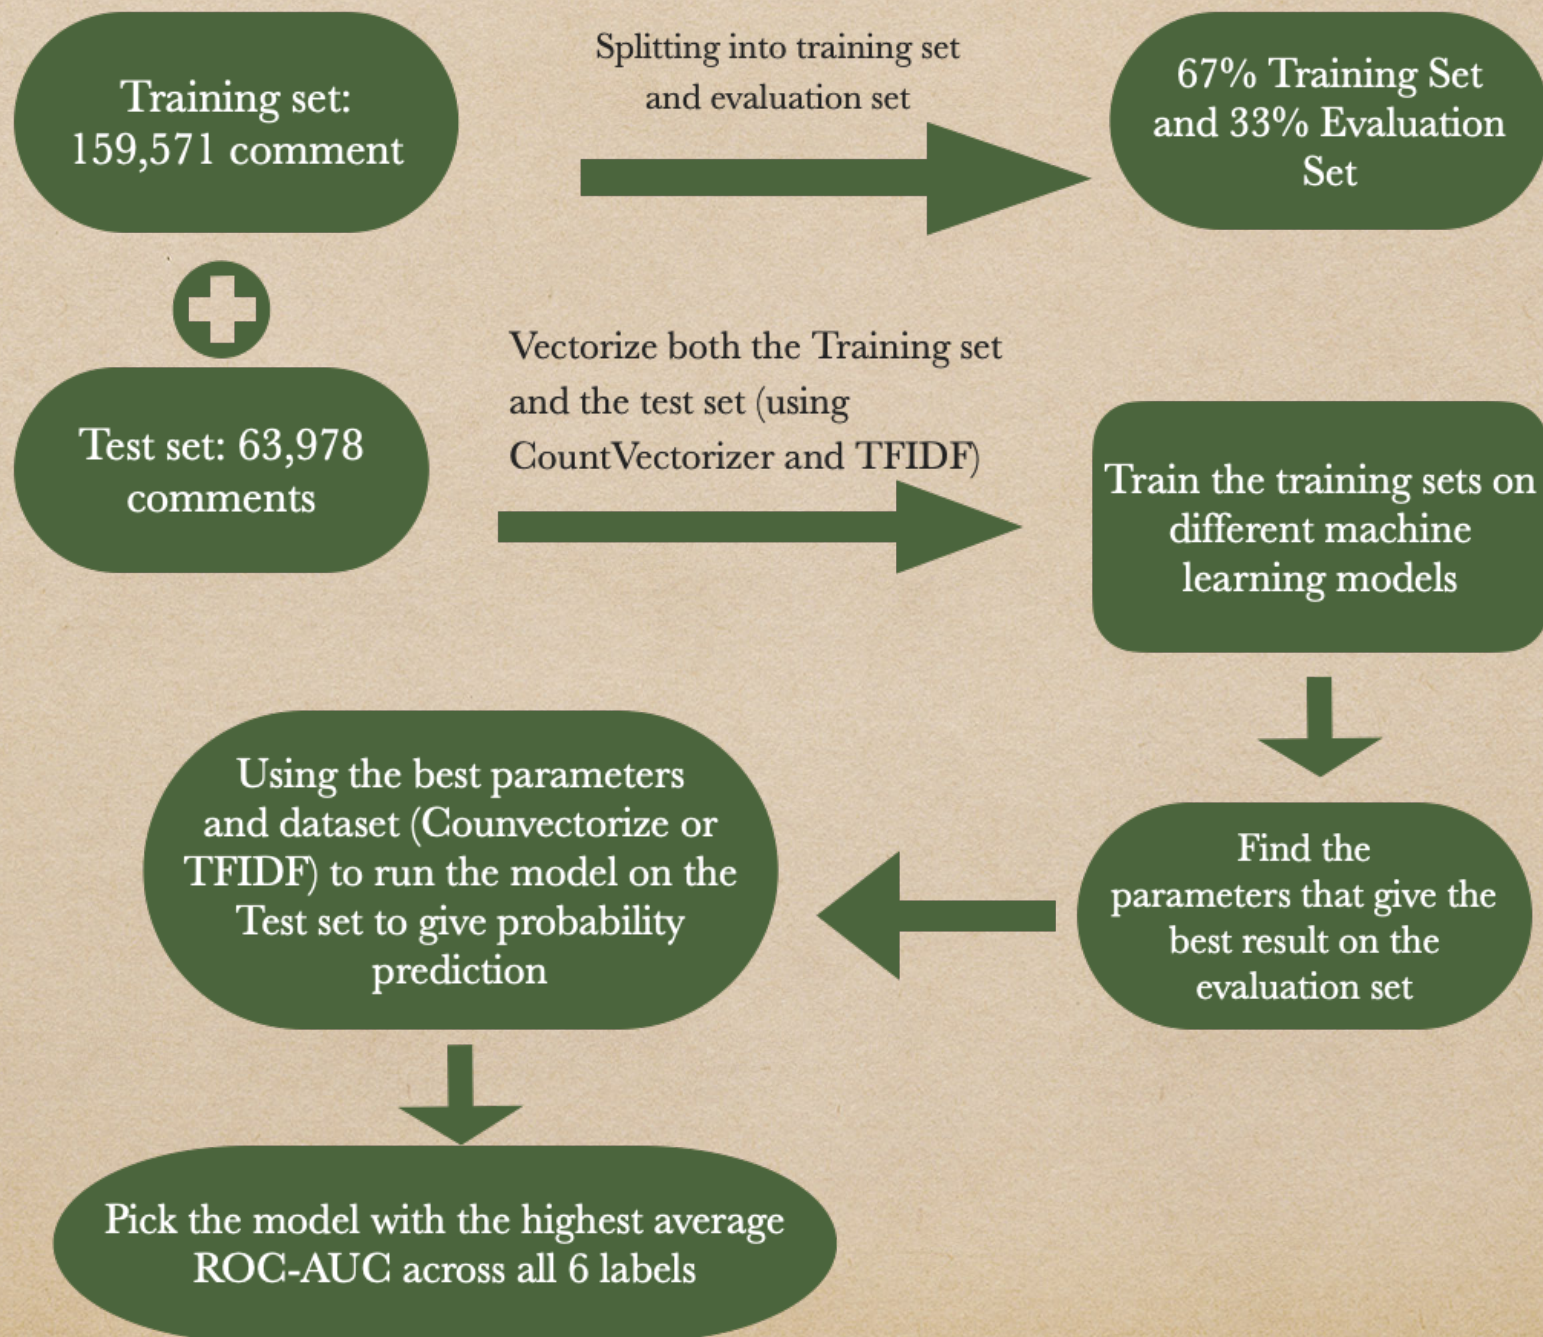 Training set:
159,571 comment
Splitting into training set
and evaluation set
67% Training Set
and 33% Evaluation
Set
Test set: 63,978
comments
Vectorize both the Training set
and the test set (using
CountVectorizer and TFIDF)
Train the training sets on
different machine
learning models
Find the
parameters that give the
best result on the
evaluation set
Using the best parameters
and dataset (Counvectorize or
TFIDF) to run the model on the
Test set to give probability
prediction
Pick the model with the highest average
ROC-AUC across all 6 labels